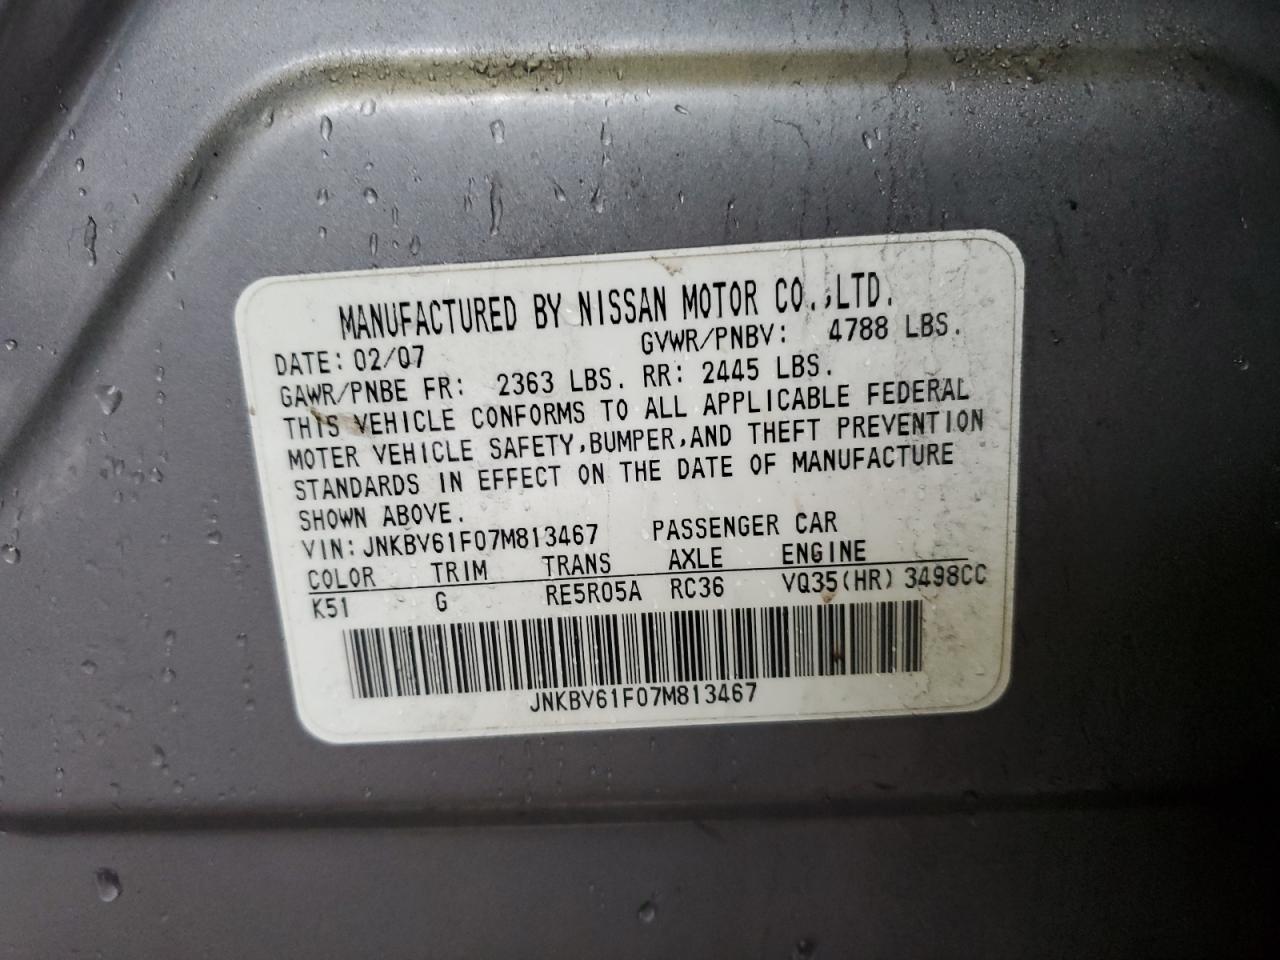 MANUFACTURED BY NISSAN MOTOR CO.,LTD.
DATE: 02/07 GVWR/PNBV: 4788 LBS.
GAWR/PNBE FR: 2363 LBS. RR: 2445 LBS.
THIS VEHICLE CONFORMS TO ALL APPLICABLE FEDERAL
MOTER VEHICLE SAFETY,BUMPER,AND THEFT PREVENTION
STANDARDS IN EFFECT ON THE DATE OF MANUFACTURE
SHOWN ABOVE.
VIN: JNKBV61F07M813467 PASSENGER CAR
COLOR TRIM TRANS AXLE ENGINE
K51 G RE5R05A RC36 VQ35(HR) 3498CC
JNKBV61F07M813467